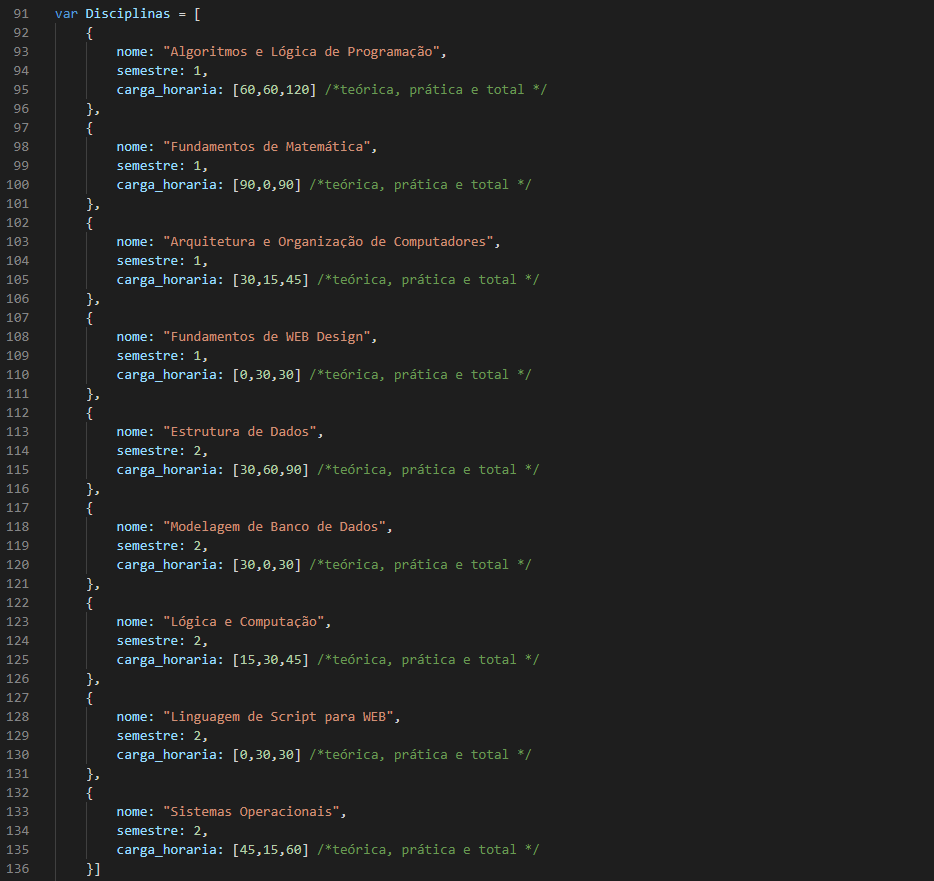 91 var Disciplinas = [
92 {
93 nome: "Algoritmos e Lógica de Programação",
94 semestre: 1,
95 carga_horaria: [60,60,120] /*teórica, prática e total */
96 },
97 {
98 nome: "Fundamentos de Matemática",
99 semestre: 1,
100 carga_horaria: [90,0,90] /*teórica, prática e total */
101 },
102 {
103 nome: "Arquitetura e Organização de Computadores",
104 semestre: 1,
105 carga_horaria: [30,15,45] /*teórica, prática e total */
106 },
107 {
108 nome: "Fundamentos de WEB Design",
109 semestre: 1,
110 carga_horaria: [0,30,30] /*teórica, prática e total */
111 },
112 {
113 nome: "Estrutura de Dados",
114 semestre: 2,
115 carga_horaria: [30,60,90] /*teórica, prática e total */
116 },
117 {
118 nome: "Modelagem de Banco de Dados",
119 semestre: 2,
120 carga_horaria: [30,0,30] /*teórica, prática e total */
121 },
122 {
123 nome: "Lógica e Computação",
124 semestre: 2,
125 carga_horaria: [15,30,45] /*teórica, prática e total */
126 },
127 {
128 nome: "Linguagem de Script para WEB",
129 semestre: 2,
130 carga_horaria: [0,30,30] /*teórica, prática e total */
131 },
132 {
133 nome: "Sistemas Operacionais",
134 semestre: 2,
135 carga_horaria: [45,15,60] /*teórica, prática e total */
136 }]